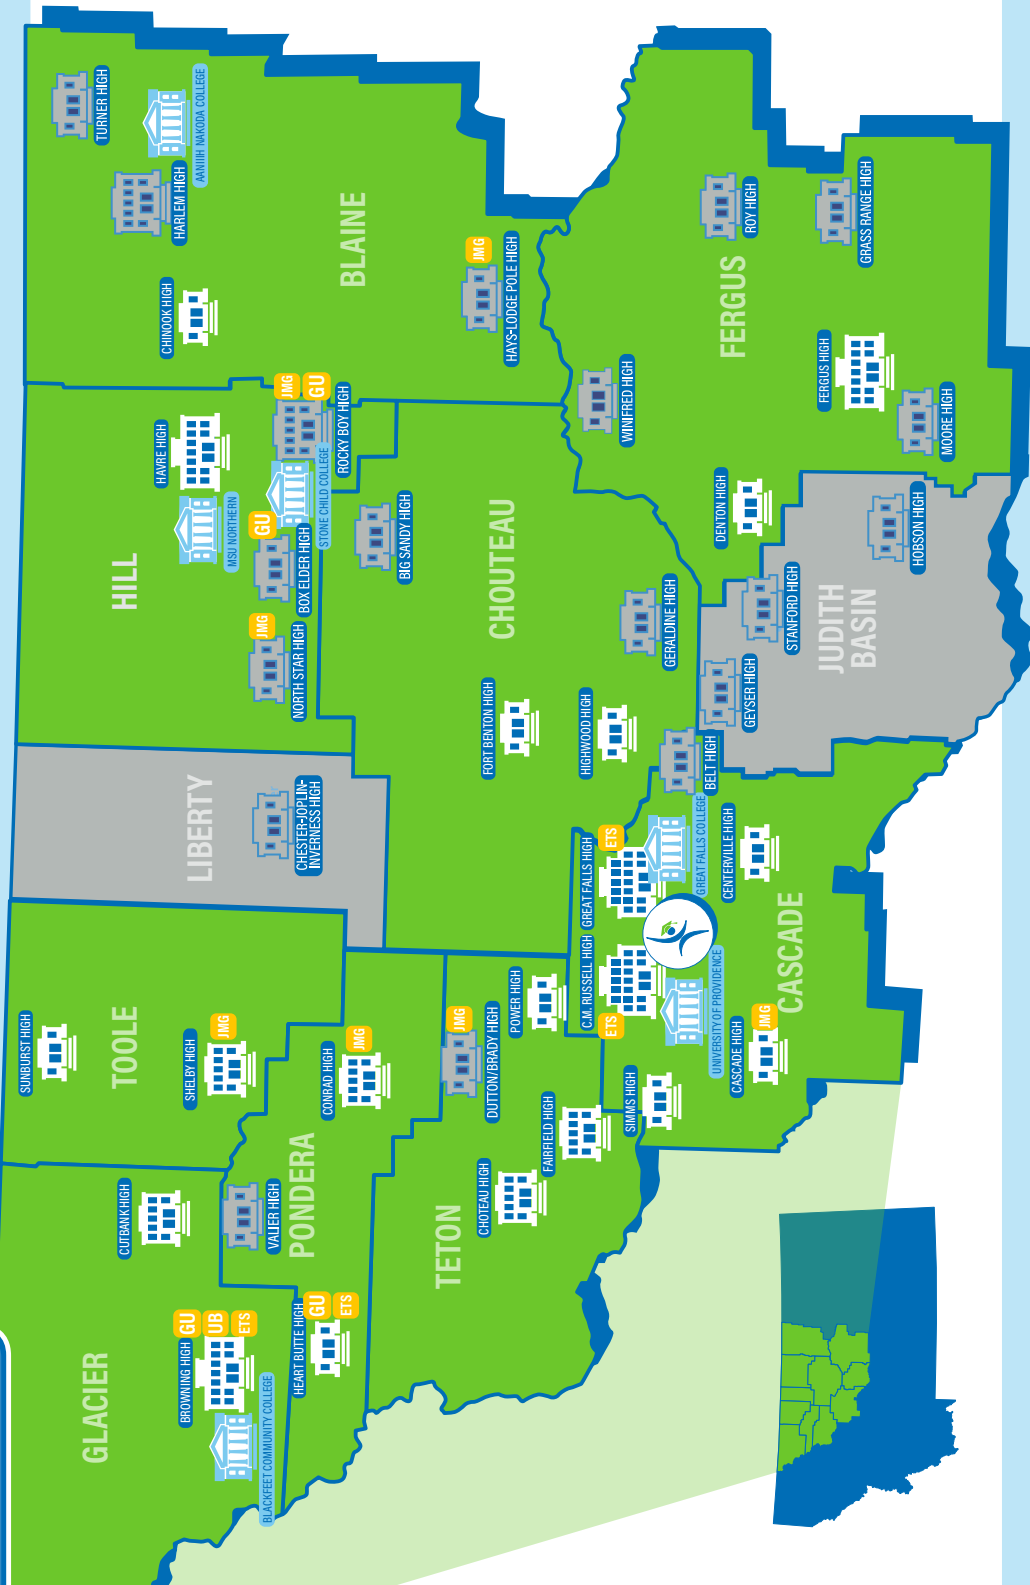 GLACIER
BROWNING HIGH
GU
UB
ETS
BLACKFEET COMMUNITY COLLEGE
CUTBANK HIGH
HEART BUTTE HIGH
GU
ETS
TOOLE
SUNBURST HIGH
SHELBY HIGH
JMG
PONDERA
VALIER HIGH
CONRAD HIGH
JMG
TETON
CHOTEAU HIGH
FAIRFIELD HIGH
DUTTON/BRADY HIGH
JMG
POWER HIGH
LIBERTY
CHESTER-JOPLIN-
INVERNESS HIGH
HILL
HAVRE HIGH
MSU NORTHERN
NORTH STAR HIGH
JMG
BOX ELDER HIGH
GU
STONE CHILD COLLEGE
ROCKY BOY HIGH
JMG
GU
BLAINE
CHINOOK HIGH
HARLEM HIGH
TURNER HIGH
AANIIIH NAKODA COLLEGE
HAYS-LODGE POLE HIGH
JMG
CHOUTEAU
BIG SANDY HIGH
FORT BENTON HIGH
HIGHWOOD HIGH
GERALDINE HIGH
CASCADE
SIMMS HIGH
C.M. RUSSELL HIGH
ETS
GREAT FALLS HIGH
ETS
UNIVERSITY OF PROVIDENCE
GREAT FALLS COLLEGE
CASCADE HIGH
JMG
CENTERVILLE HIGH
BELT HIGH
JUDITH
BASIN
GEYSER HIGH
STANFORD HIGH
HOBSON HIGH
FERGUS
WINIFRED HIGH
DENTON HIGH
ROY HIGH
GRASS RANGE HIGH
FERGUS HIGH
MOORE HIGH